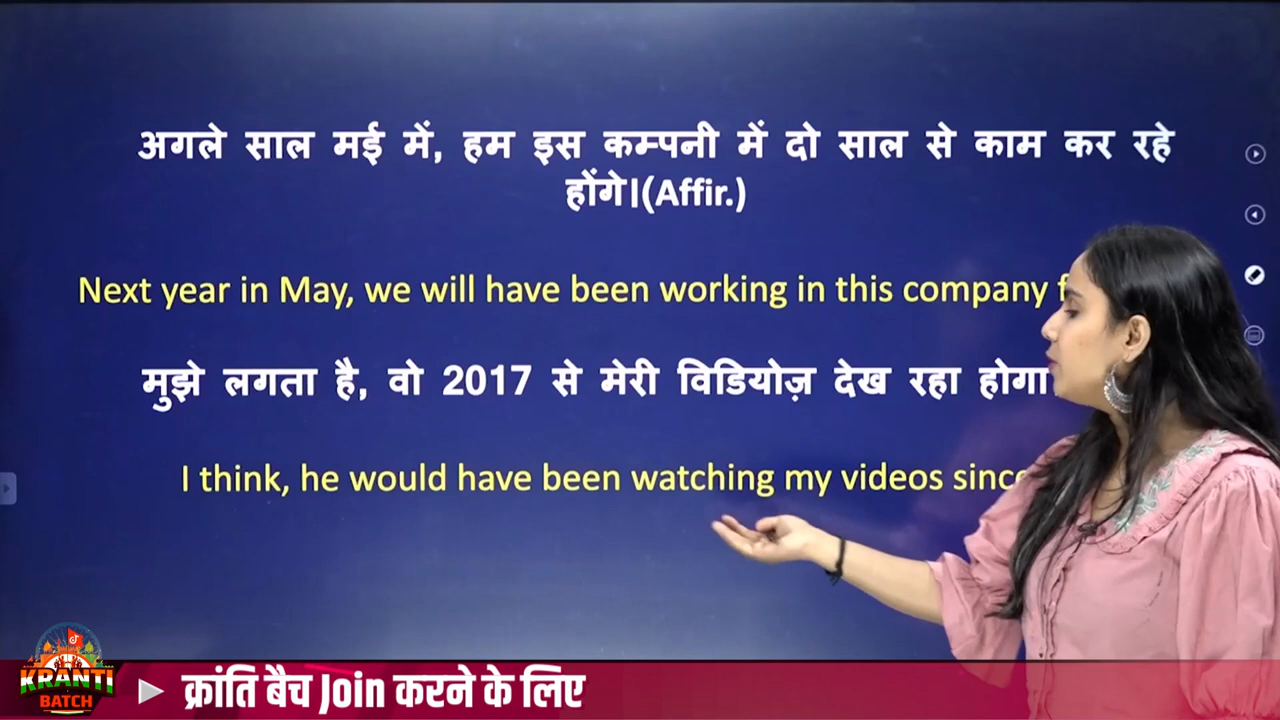 अगले साल मई में, हम इस कम्पनी में दो साल से काम कर रहे
होंगे।(Affir.)
Next year in May, we will have been working in this company
मुझे लगता है, वो 2017 से मेरी विडियोज़ देख रहा होगा
I think, he would have been watching my videos since
KRANTI
BATCH
क्रांति बैच Join करने के लिए